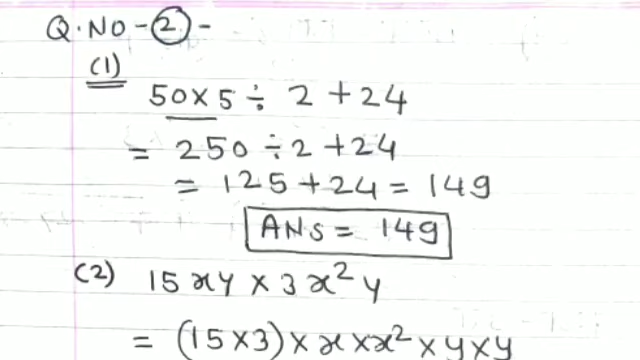 Q.No - 2 -
(1)
50 × 5 ÷ 2 + 24
= 250 ÷ 2 + 24
= 125 + 24 = 149
ANS = 149
(2) 15xy × 3x²y
= (15×3) × x × x² × y × y